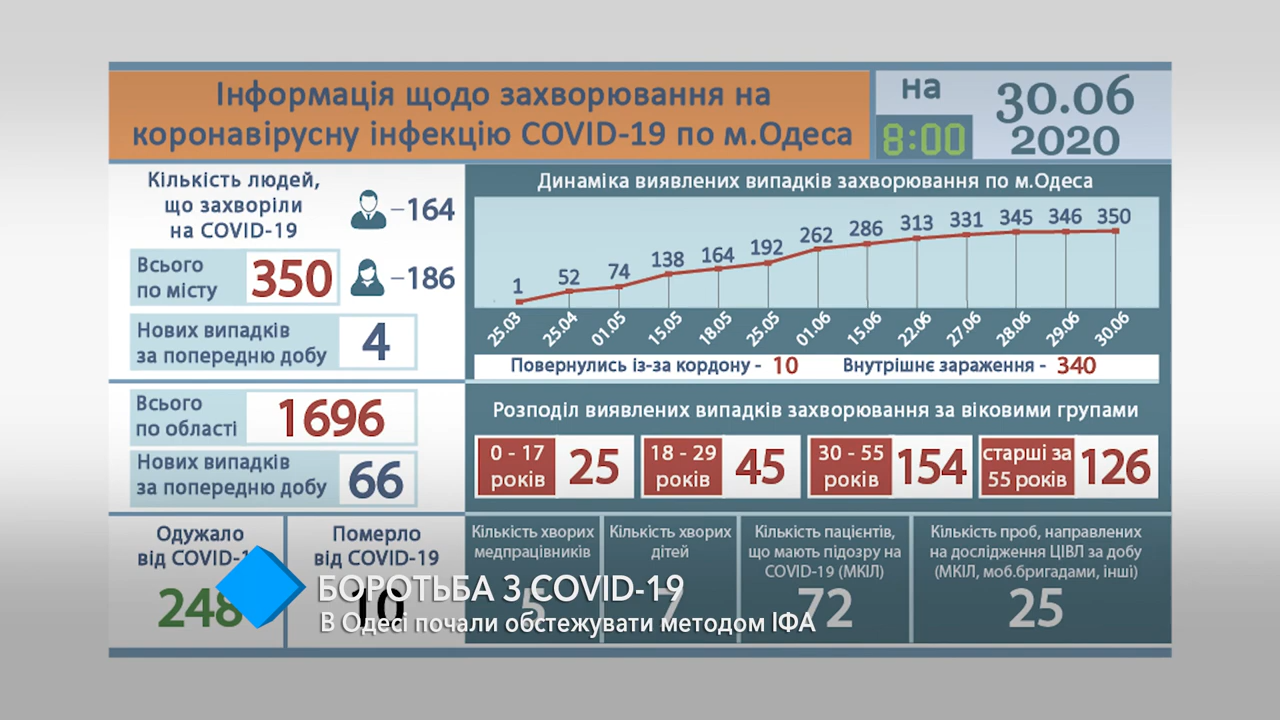 Інформація щодо захворювання на
коронавірусну інфекцію COVID-19 по м.Одеса
на
8:00
30.06
2020
Кількість людей,
що захворіли
на COVID-19
–164
–186
Всього
по місту
350
Нових випадків
за попередню добу
4
Динаміка виявлених випадків захворювання по м.Одеса
1 52 74 138 164 192 262 286 313 331 345 346 350
25.03 25.04 01.05 15.05 18.05 25.05 01.06 15.06 22.06 27.06 28.06 29.06 30.06
Повернулись із-за кордону - 10 Внутрішнє зараження - 340
Всього
по області
1696
Нових випадків
за попередню добу
66
Розподіл виявлених випадків захворювання за віковими групами
0 - 17
років
25
18 - 29
років
45
30 - 55
років
154
старші за
55 років
126
Одужало
від COVID-1
248
Померло
від COVID-19
10
Кількість хворих
медпрацівників
5
Кількість хворих
дітей
7
Кількість пацієнтів,
що мають підозру на
COVID-19 (МКІЛ)
72
Кількість проб, направлених
на дослідження ЦІВЛ за добу
(МКІЛ, моб.бригадами, інші)
25
БОРОТЬБА З COVID-19
В Одесі почали обстежувати методом ІФА